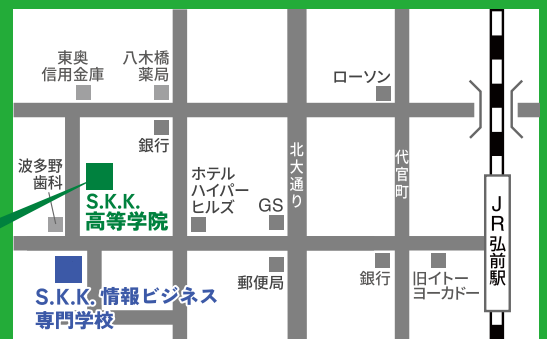 東奥
信用金庫
八木橋
薬局
ローソン
銀行
北大通り
代官町
波多野
歯科
S.K.K.
高等学院
ホテル
ハイパー
ヒルズ
GS
JR弘前駅
S.K.K. 情報ビジネス
専門学校
郵便局
銀行
旧イトー
ヨーカドー